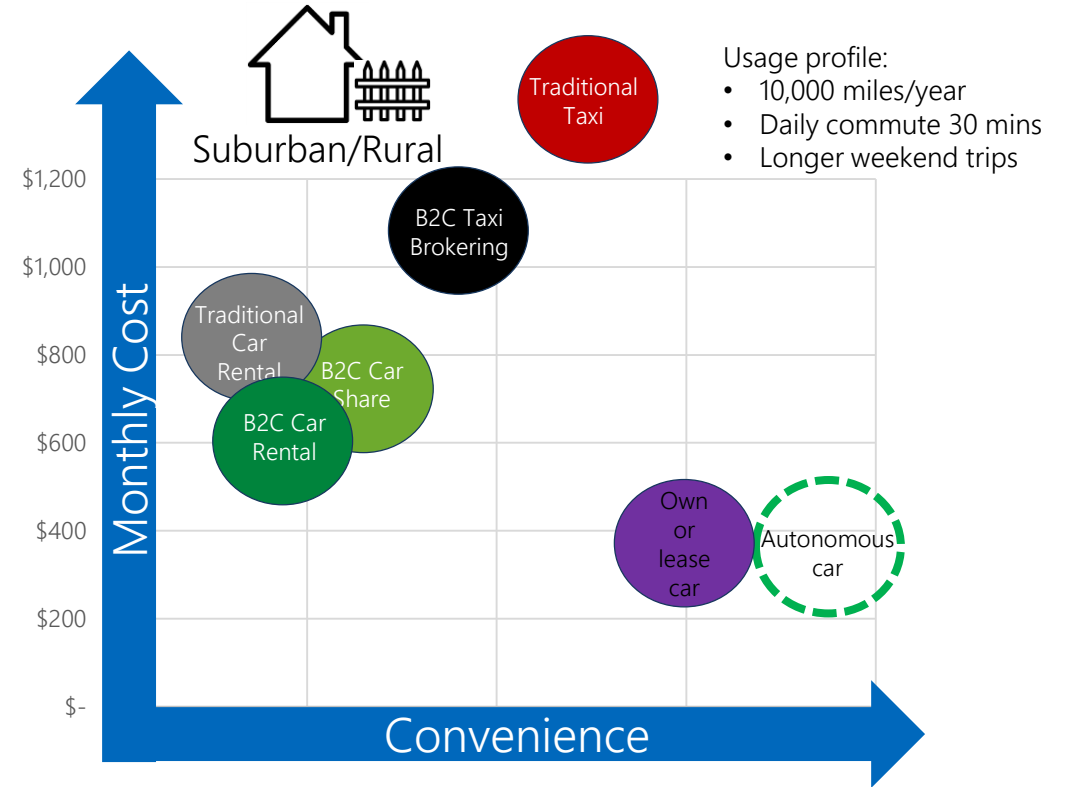 Usage profile:
• 10,000 miles/year
• Daily commute 30 mins
• Longer weekend trips
Suburban/Rural
Traditional
Taxi
$1,200
B2C Taxi
Brokering
$1,000
Traditional
Car
Rental
$800
B2C Car
Share
B2C Car
Rental
$600
Own
or
lease
car
$400
Autonomous
car
$200
$-
Monthly Cost
Convenience